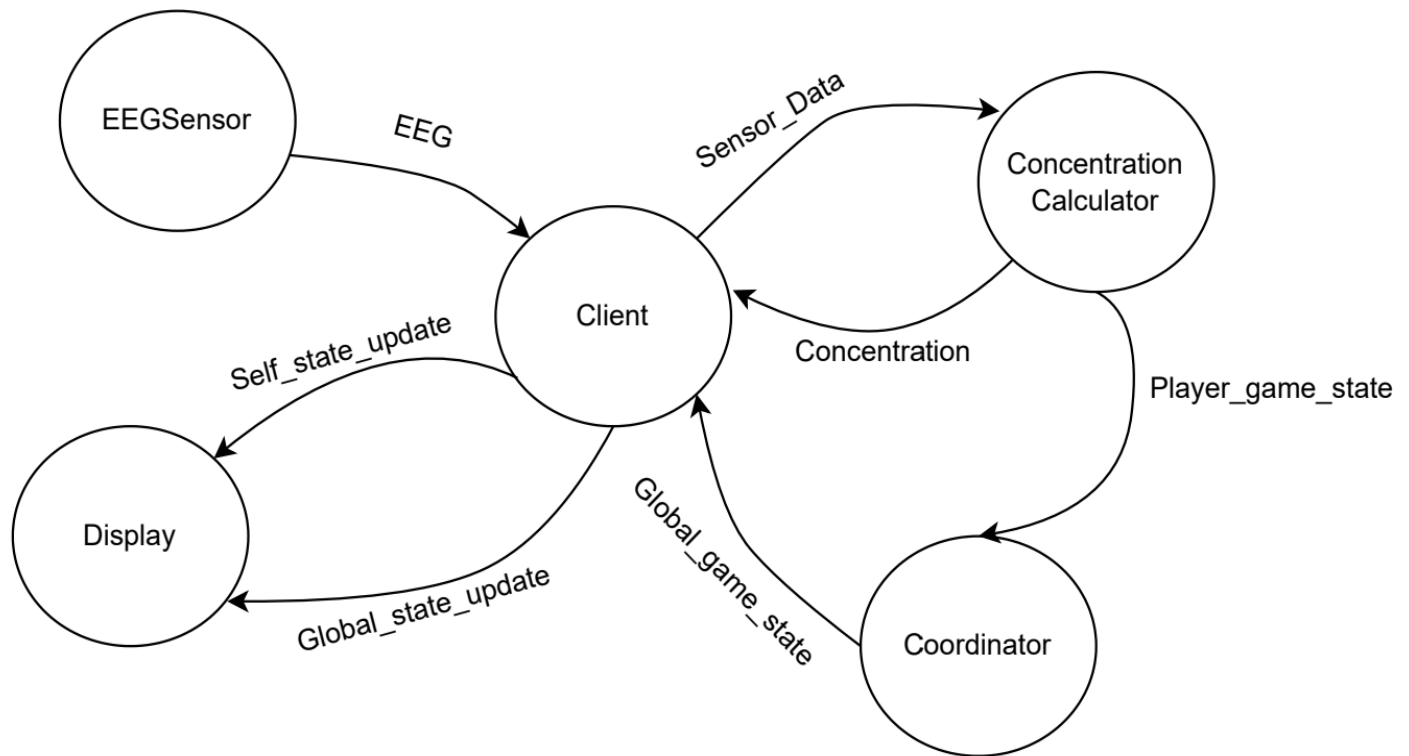 EEGSensor
EEG
Sensor_Data
Concentration
Calculator
Client
Concentration
Self_state_update
Player_game_state
Display
Global_state_update
Global_game_state
Coordinator